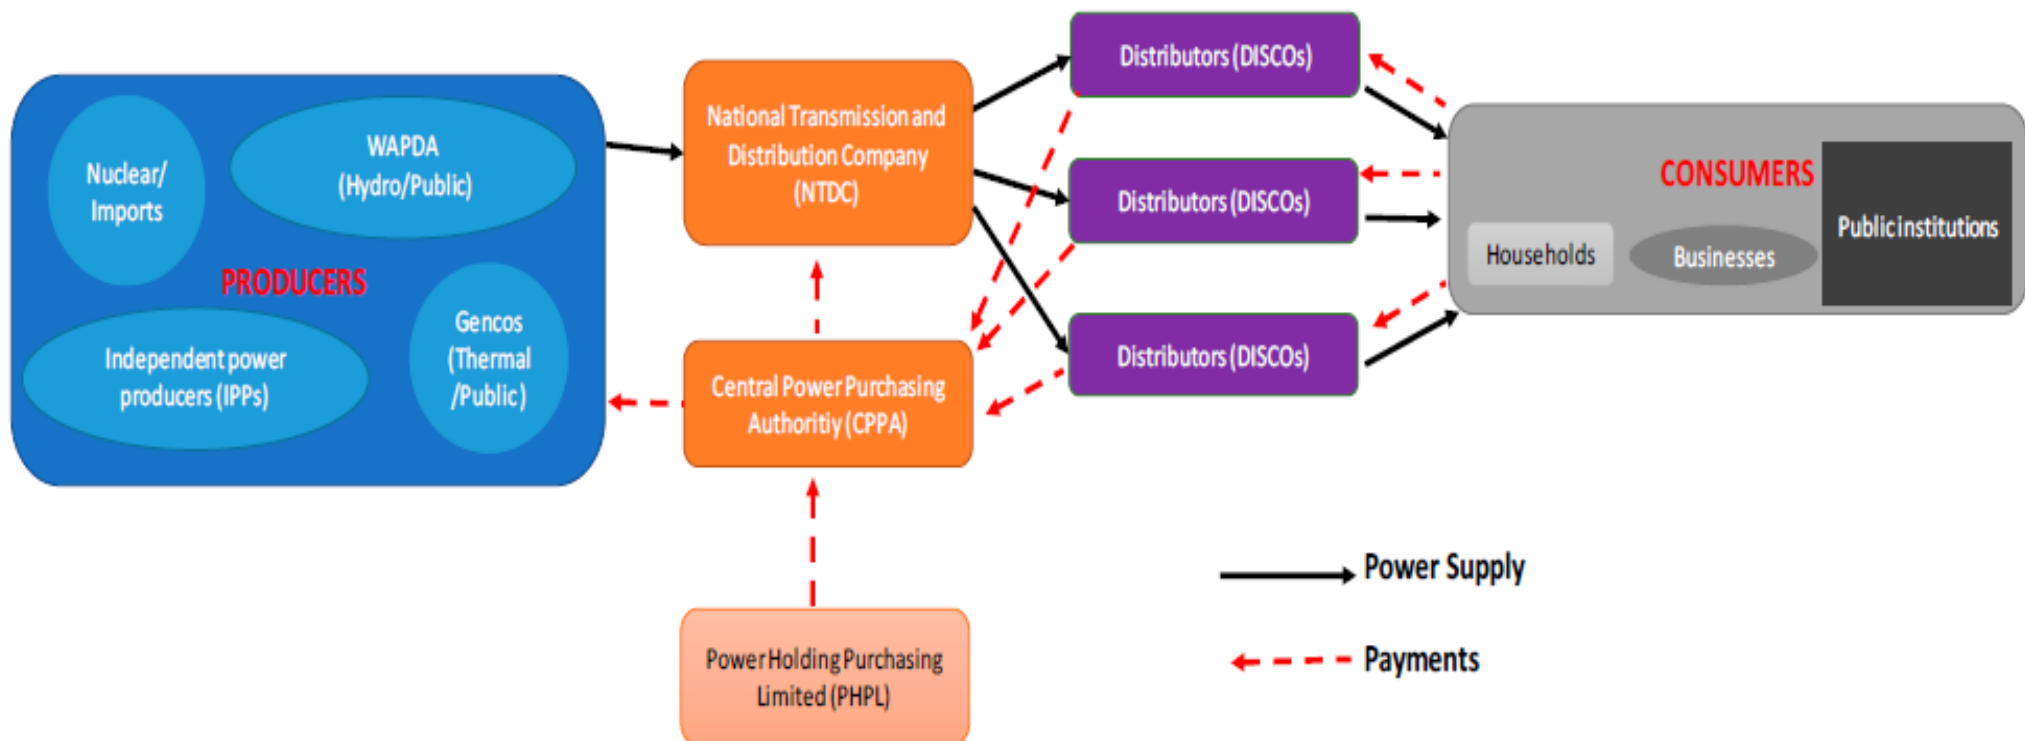 Nuclear/
Imports
WAPDA
(Hydro/Public)
PRODUCERS
Independent power
producers (IPPs)
Gencos
(Thermal
/Public)
National Transmission and
Distribution Company
(NTDC)
Central Power Purchasing
Authoritiy (CPPA)
Power Holding Purchasing
Limited (PHPL)
Distributors (DISCOs)
Distributors (DISCOs)
Distributors (DISCOs)
CONSUMERS
Households
Businesses
Public institutions
Power Supply
Payments